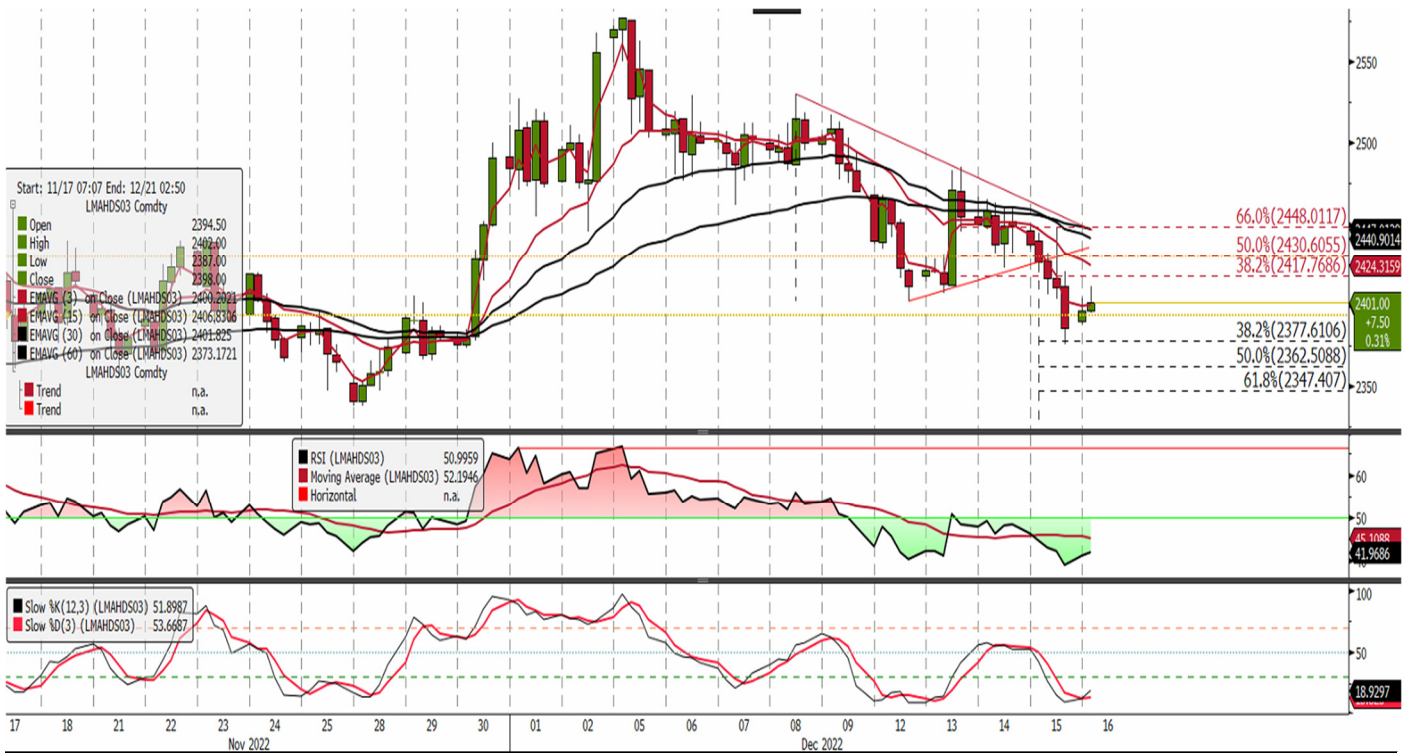 2550
2500
2350
Start: 11/17 07:07 End: 12/21 02:50
LMAHDS03 Comdty
Open 2394.50
High 2402.00
Low 2387.00
Close 2398.00
EMAVG (3) on Close (LMAHDS03) 2400.2021
EMAVG (15) on Close (LMAHDS03) 2406.8306
EMAVG (30) on Close (LMAHDS03) 2401.825
EMAVG (60) on Close (LMAHDS03) 2373.1721
LMAHDS03 Comdty
Trend n.a.
Trend n.a.
66.0%(2448.0117)
50.0%(2430.6055)
38.2%(2417.7686)
38.2%(2377.6106)
50.0%(2362.5088)
61.8%(2347.407)
2440.9014
2424.3159
2401.00
+7.50
0.31%
RSI (LMAHDS03) 50.9959
Moving Average (LMAHDS03) 52.1946
Horizontal n.a.
60
50
45.1088
41.9686
Slow %K(12,3) (LMAHDS03) 51.8987
Slow %D(3) (LMAHDS03) 53.6687
100
50
18.9297
17 18 21 22 23 24 25 28 29 30 01 02 05 06 07 08 09 12 13 14 15 16
Nov 2022 Dec 2022